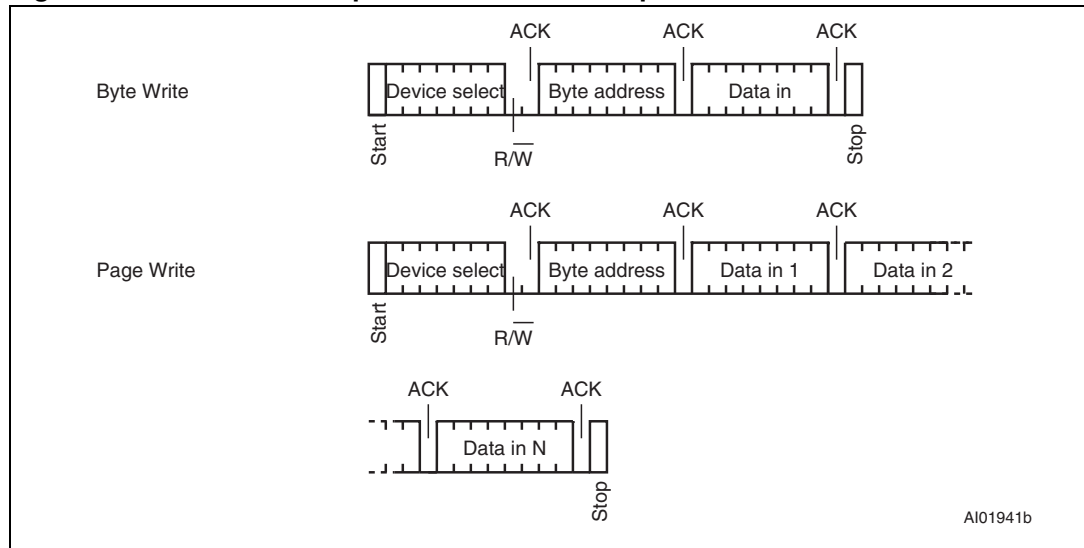 ACK ACK ACK
Byte Write Device select Byte address Data in
Start R/W Stop
ACK ACK ACK
Page Write Device select Byte address Data in 1 Data in 2
Start R/W
ACK ACK
Data in N
Stop
AI01941b